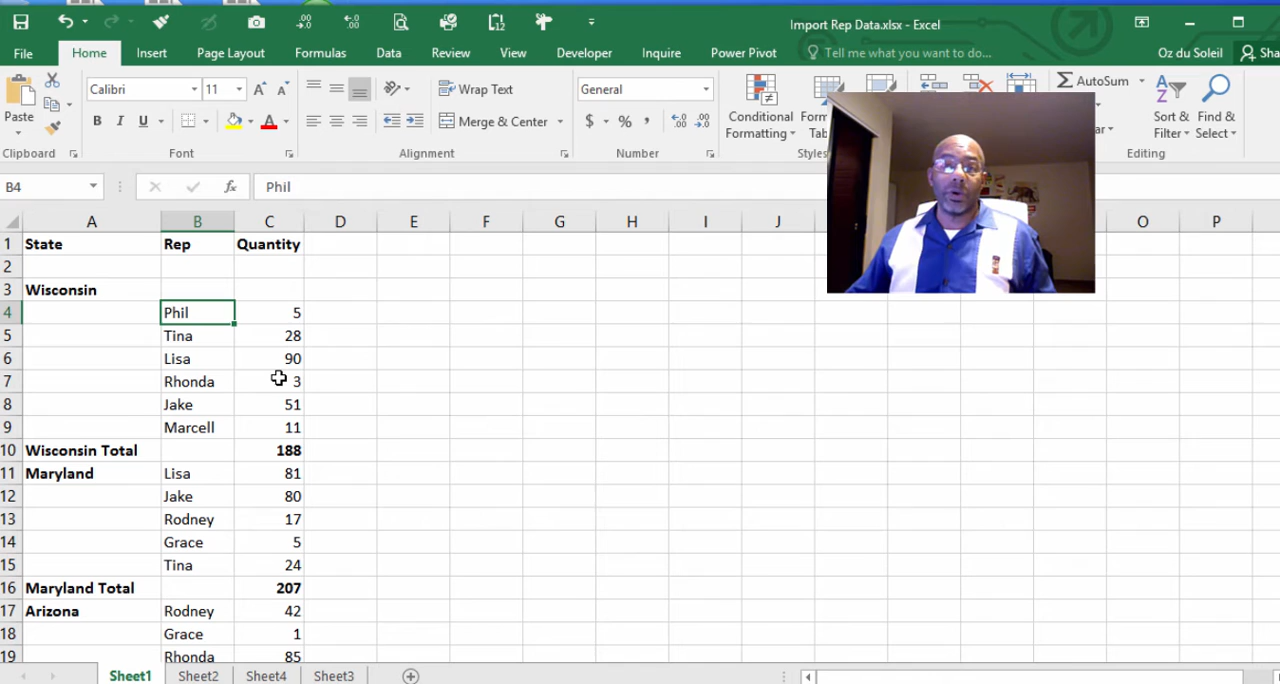 Import Rep Data.xlsx - Excel
File Home Insert Page Layout Formulas Data Review View Developer Inquire Power Pivot Tell me what you want to do... Oz du Soleil Sha
Calibri 11 Wrap Text General AutoSum
Paste B I U Merge & Center $ % , Conditional Formatting Form Tab Sort & Filter Find & Select
Clipboard Font Alignment Number Styles Editing
B4 fx Phil
A B C D E F G H I J O P
1 State Rep Quantity
2
3 Wisconsin
4 Phil 5
5 Tina 28
6 Lisa 90
7 Rhonda 3
8 Jake 51
9 Marcell 11
10 Wisconsin Total 188
11 Maryland Lisa 81
12 Jake 80
13 Rodney 17
14 Grace 5
15 Tina 24
16 Maryland Total 207
17 Arizona Rodney 42
18 Grace 1
19 Rhonda 85
Sheet1 Sheet2 Sheet4 Sheet3